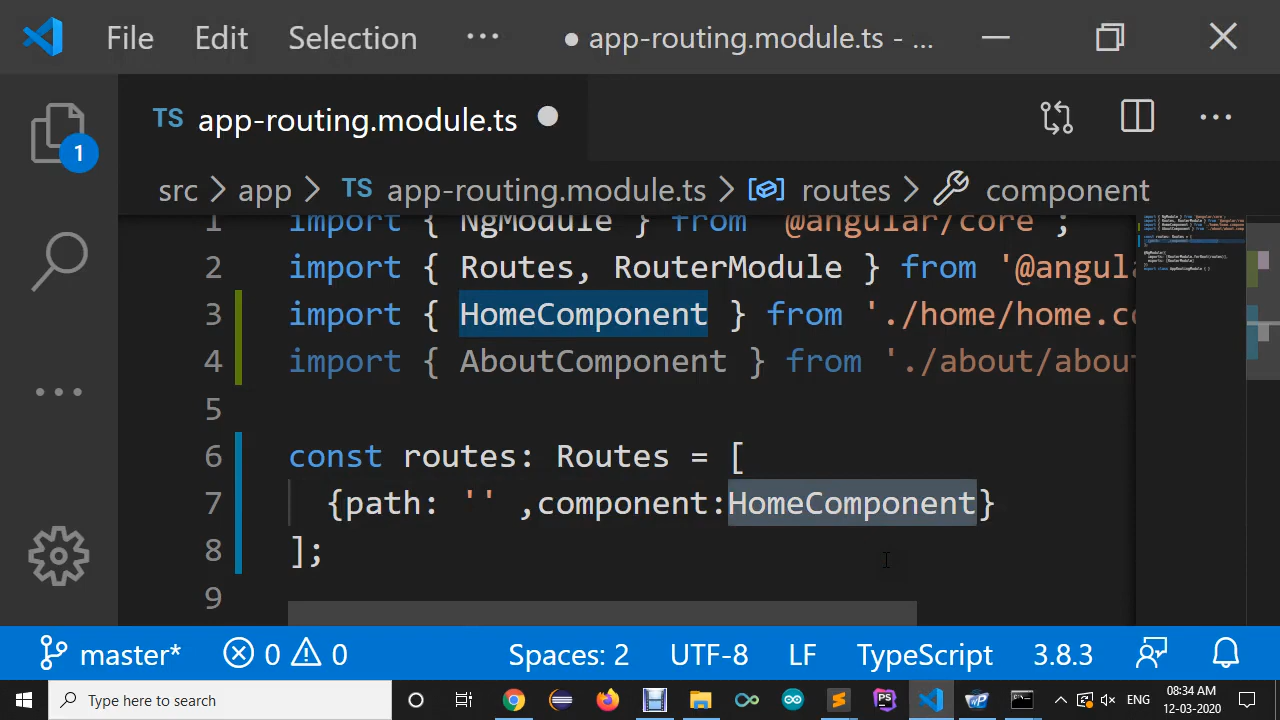 File Edit Selection ··· ● app-routing.module.ts - ...
1
TS app-routing.module.ts
src > app > TS app-routing.module.ts > routes > component
1 import { NgModule } from '@angular/core';
2 import { Routes, RouterModule } from '@angula
3 import { HomeComponent } from './home/home.co
4 import { AboutComponent } from './about/about
5
6 const routes: Routes = [
7 {path: '' ,component:HomeComponent}
8 ];
9
master* 0 0 Spaces: 2 UTF-8 LF TypeScript 3.8.3
Type here to search ENG 08:34 AM
12-03-2020